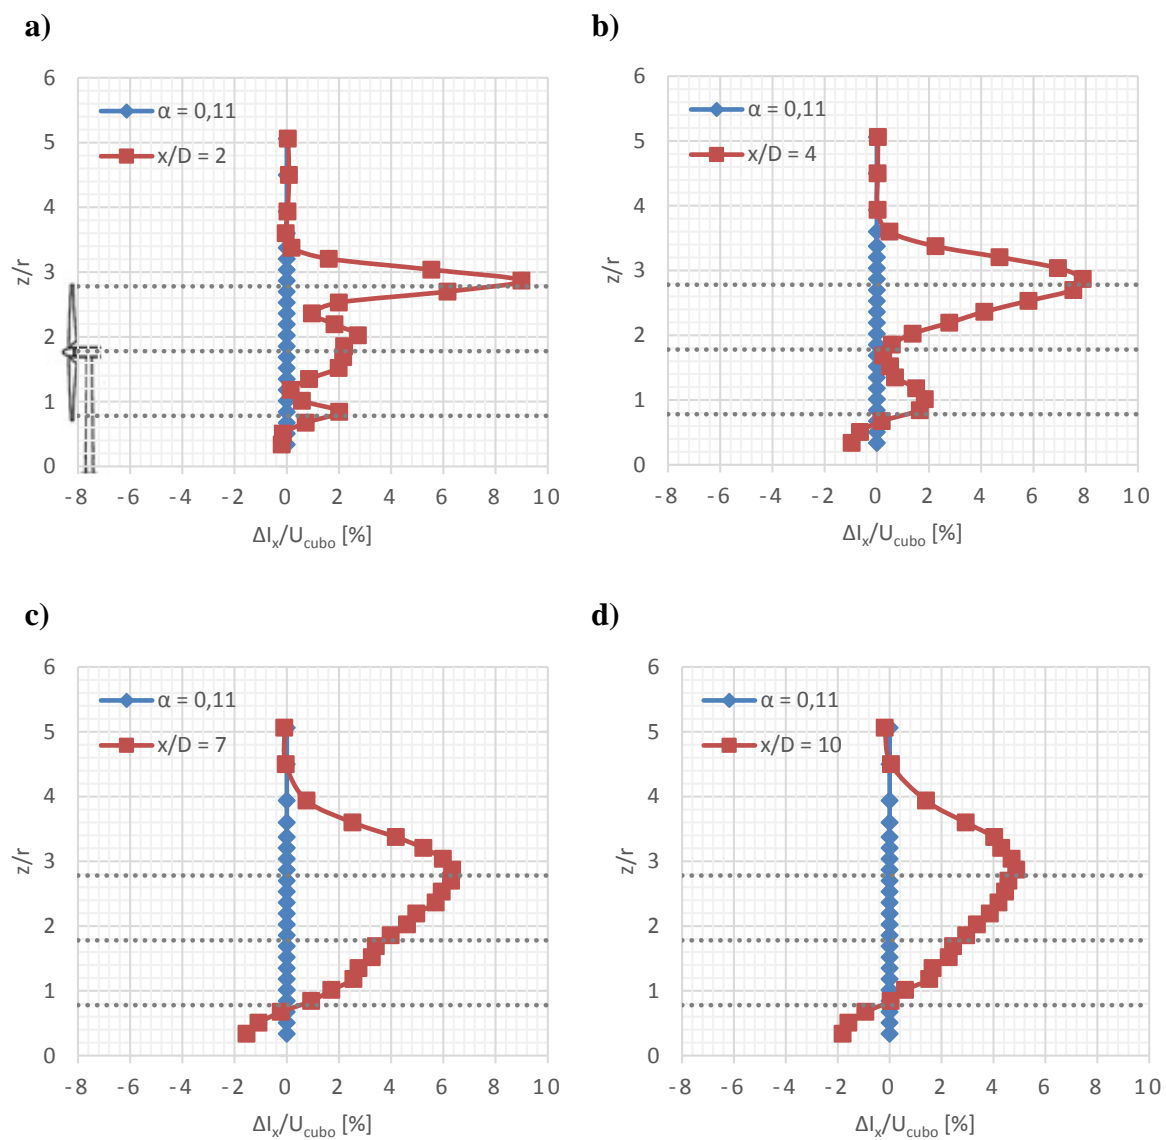 a)
6
5
4
3
2
1
0
z/r
α = 0,11
x/D = 2
-8 -6 -4 -2 0 2 4 6 8 10
ΔIx/Ucubo [%]
b)
6
5
4
3
2
1
0
z/r
α = 0,11
x/D = 4
-8 -6 -4 -2 0 2 4 6 8 10
ΔIx/Ucubo [%]
c)
6
5
4
3
2
1
0
z/r
α = 0,11
x/D = 7
-8 -6 -4 -2 0 2 4 6 8 10
ΔIx/Ucubo [%]
d)
6
5
4
3
2
1
0
z/r
α = 0,11
x/D = 10
-8 -6 -4 -2 0 2 4 6 8 10
ΔIx/Ucubo [%]